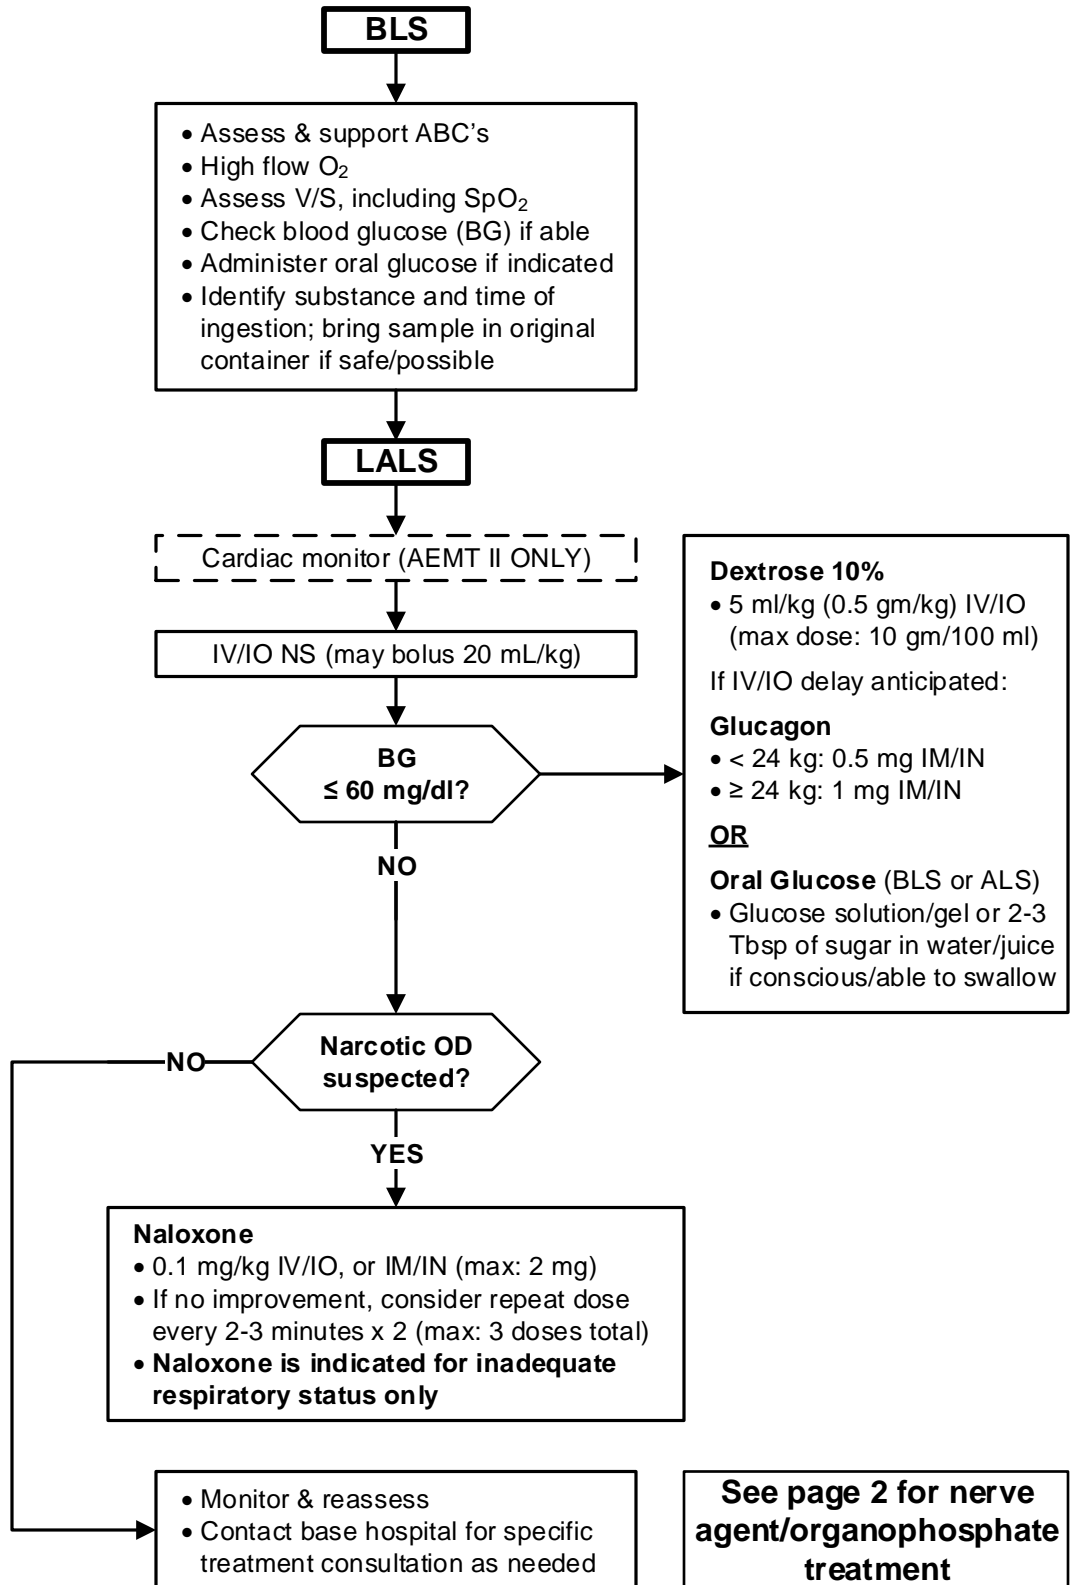 BLS
• Assess & support ABC’s
• High flow O₂
• Assess V/S, including SpO₂
• Check blood glucose (BG) if able
• Administer oral glucose if indicated
• Identify substance and time of
ingestion; bring sample in original
container if safe/possible
LALS
Cardiac monitor (AEMT II ONLY)
IV/IO NS (may bolus 20 mL/kg)
BG
≤ 60 mg/dl?
Dextrose 10%
• 5 ml/kg (0.5 gm/kg) IV/IO
(max dose: 10 gm/100 ml)
If IV/IO delay anticipated:
Glucagon
• < 24 kg: 0.5 mg IM/IN
• ≥ 24 kg: 1 mg IM/IN
OR
Oral Glucose (BLS or ALS)
• Glucose solution/gel or 2-3
Tbsp of sugar in water/juice
if conscious/able to swallow
NO
Narcotic OD
suspected?
NO
YES
Naloxone
• 0.1 mg/kg IV/IO, or IM/IN (max: 2 mg)
• If no improvement, consider repeat dose
every 2-3 minutes x 2 (max: 3 doses total)
• Naloxone is indicated for inadequate
respiratory status only
• Monitor & reassess
• Contact base hospital for specific
treatment consultation as needed
See page 2 for nerve
agent/organophosphate
treatment